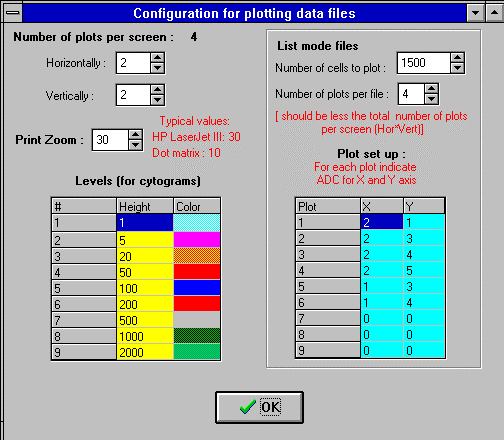 Configuration for plotting data files
Number of plots per screen : 4
Horizontally : 2
Vertically : 2
Print Zoom : 30
Typical values:
HP LaserJet III: 30
Dot matrix : 10
Levels (for cytograms)
# Height Color
1 1
2 5
3 20
4 50
5 100
6 200
7 500
8 1000
9 2000
List mode files
Number of cells to plot : 1500
Number of plots per file : 4
[ should be less the total number of plots
per screen (Hor*Vert)]
Plot set up :
For each plot indicate
ADC for X and Y axis
Plot X Y
1 2 1
2 2 3
3 2 4
4 2 5
5 1 3
6 1 4
7 0 0
8 0 0
9 0 0
OK